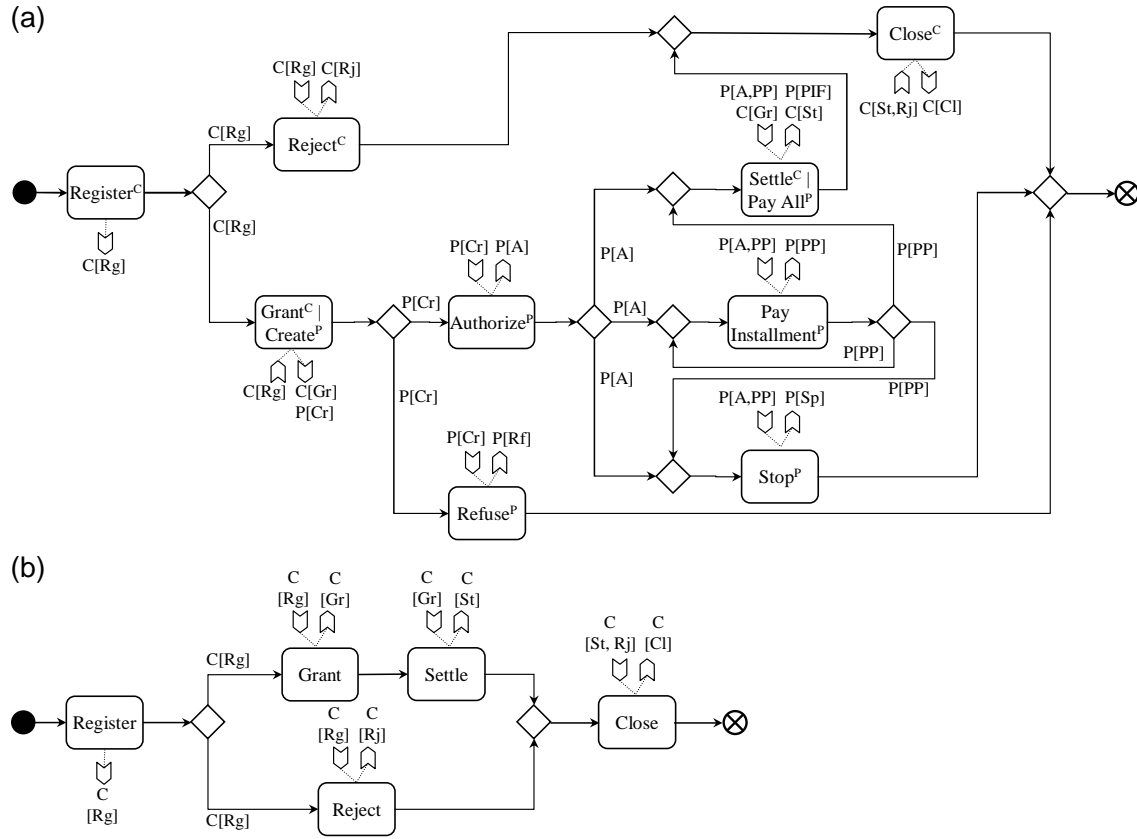 (a)
C[Rg] C[Rj]
Close^C
P[A,PP] P[PIF]
C[Gr] C[St]
C[St,Rj] C[Cl]
C[Rg]
Reject^C
Register^C
Settle^C |
Pay All^P
C[Rg]
C[Rg]
P[Cr] P[A]
P[A]
P[A,PP] P[PP]
P[PP]
Grant^C |
Create^P
P[Cr]
Authorize^P
P[A]
Pay
Installment^P
P[PP]
C[Rg] C[Gr]
P[Cr]
P[Cr]
P[A]
P[PP]
P[A,PP] P[Sp]
P[Cr] P[Rf]
Stop^P
Refuse^P
(b)
C C
[Rg] [Gr]
C C
[Gr] [St]
C C
[St, Rj] [Cl]
C[Rg]
Grant
Settle
Register
C C
[Rg] [Rj]
Close
C
[Rg]
Reject
C[Rg]